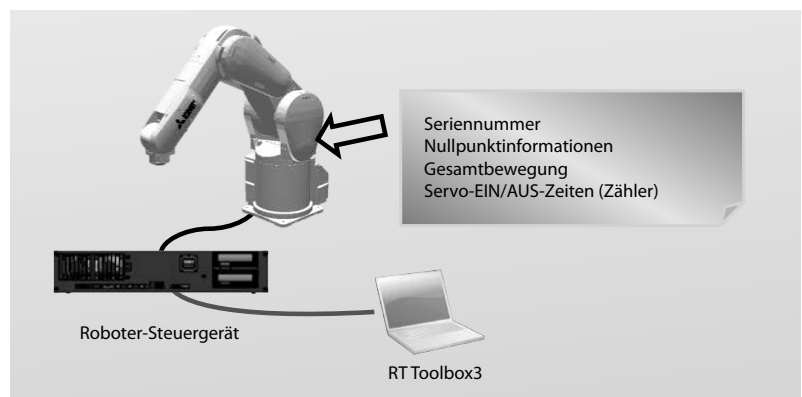 Seriennummer
Nullpunktinformationen
Gesamtbewegung
Servo-EIN/AUS-Zeiten (Zähler)
Roboter-Steuergerät
RT Toolbox3